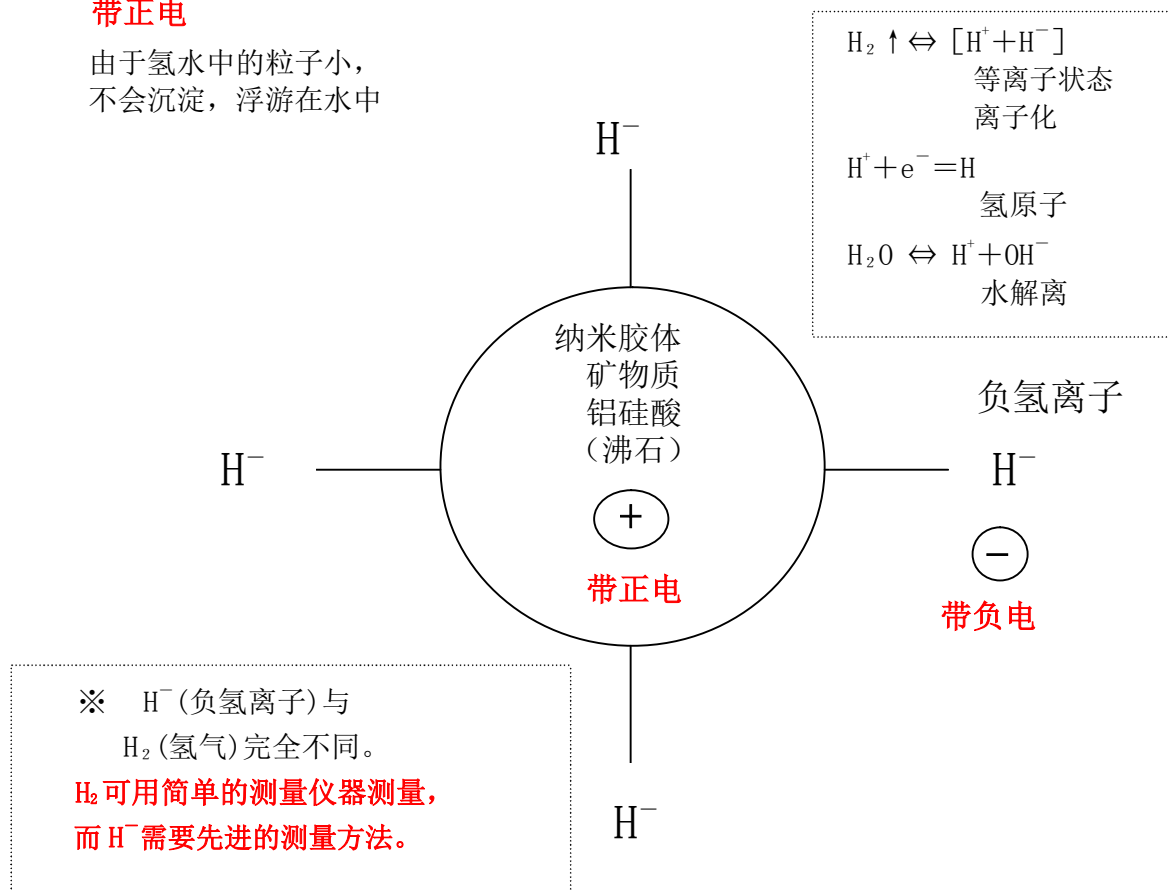 带正电
由于氢水中的粒子小，
不会沉淀，浮游在水中
H₂↑⇔[H⁺＋H⁻]
等离子状态
离子化
H⁺＋e⁻＝H
氢原子
H₂O ⇔ H⁺＋OH⁻
水解离
H⁻
纳米胶体
矿物质
铝硅酸
（沸石）
＋
带正电
H⁻
负氢离子
H⁻
－
带负电
H⁻
※ H⁻(负氢离子)与
H₂(氢气)完全不同。
H₂可用简单的测量仪器测量，
而 H⁻需要先进的测量方法。